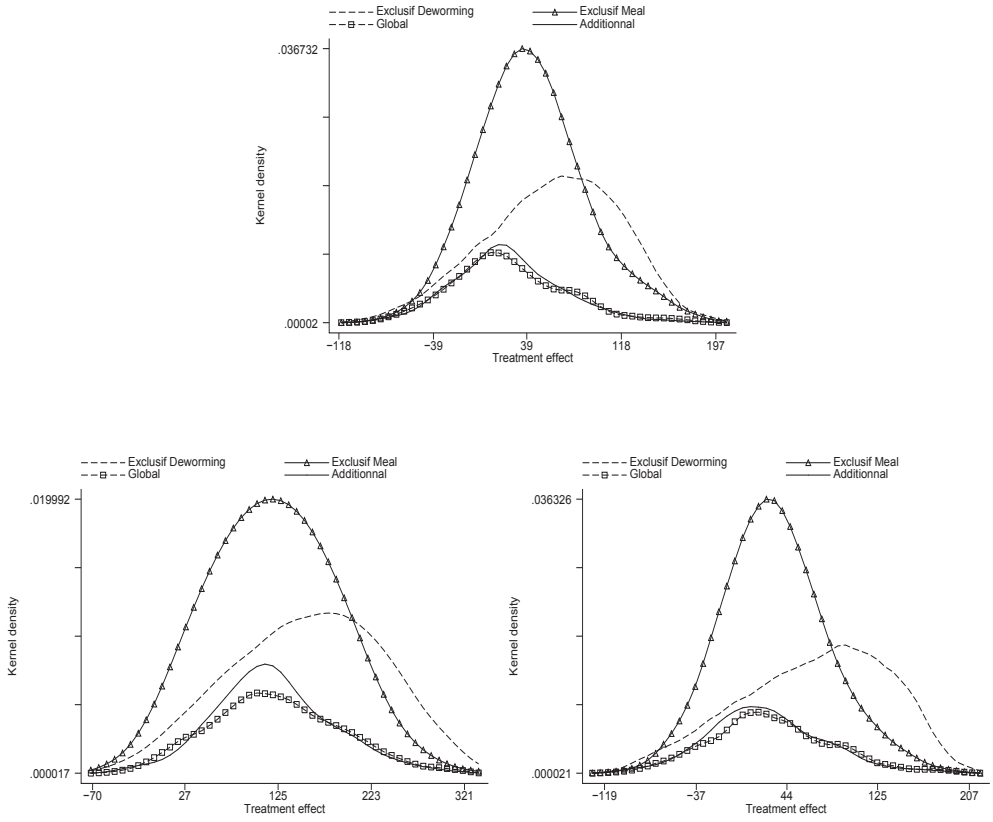 Exclusif Deworming Exclusif Meal
Global Additionnal
.036732
Kernel density
.00002
−118 −39 39 118 197
Treatment effect
Exclusif Deworming Exclusif Meal
Global Additionnal
.019992
Kernel density
.000017
−70 27 125 223 321
Treatment effect
Exclusif Deworming Exclusif Meal
Global Additionnal
.036326
Kernel density
.000021
−119 −37 44 125 207
Treatment effect